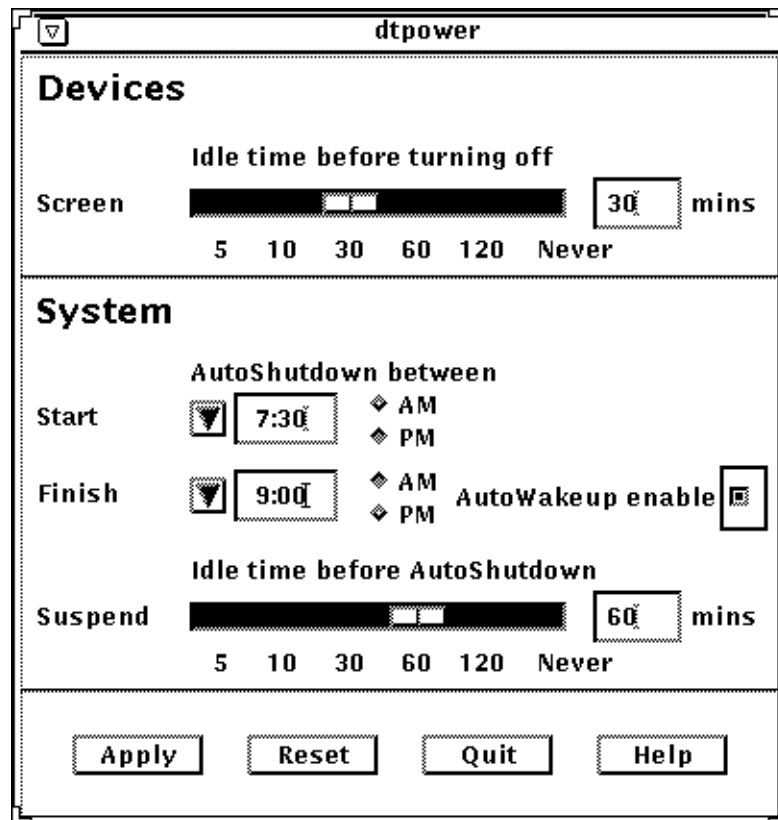 dtpower
Devices
Idle time before turning off
Screen 30 mins
5 10 30 60 120 Never
System
AutoShutdown between
Start 7:30 AM
PM
Finish 9:00 AM
PM AutoWakeup enable
Idle time before AutoShutdown
Suspend 60 mins
5 10 30 60 120 Never
Apply Reset Quit Help